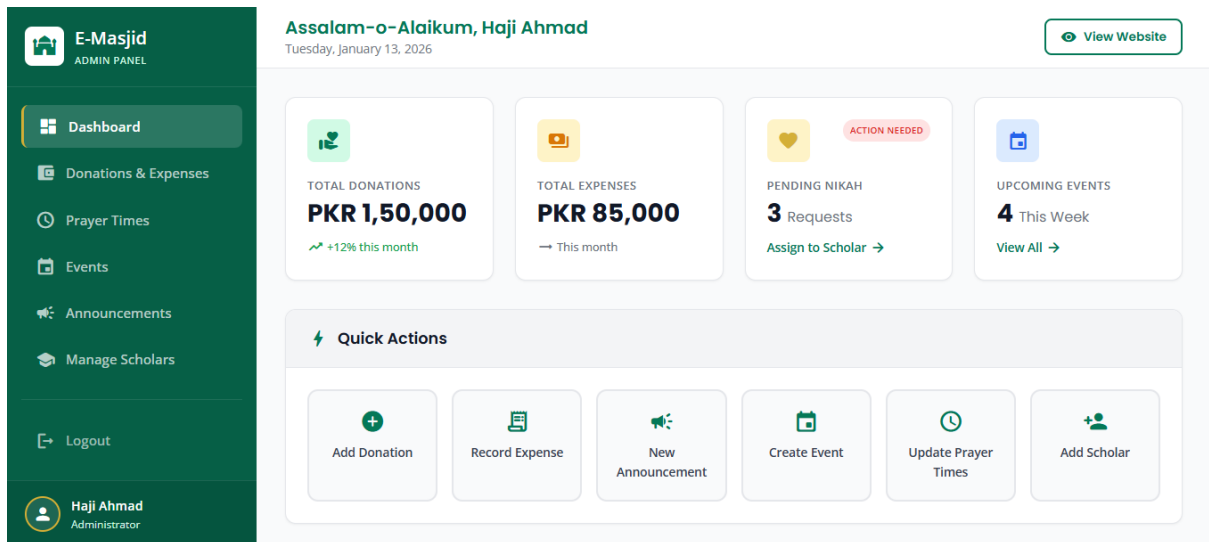 E-Masjid
ADMIN PANEL
Dashboard
Donations & Expenses
Prayer Times
Events
Announcements
Manage Scholars
Logout
Haji Ahmad
Administrator
Assalam-o-Alaikum, Haji Ahmad
Tuesday, January 13, 2026
View Website
TOTAL DONATIONS
PKR 1,50,000
+12% this month
TOTAL EXPENSES
PKR 85,000
This month
ACTION NEEDED
PENDING NIKAH
3 Requests
Assign to Scholar
UPCOMING EVENTS
4 This Week
View All
Quick Actions
Add Donation
Record Expense
New
Announcement
Create Event
Update Prayer
Times
Add Scholar